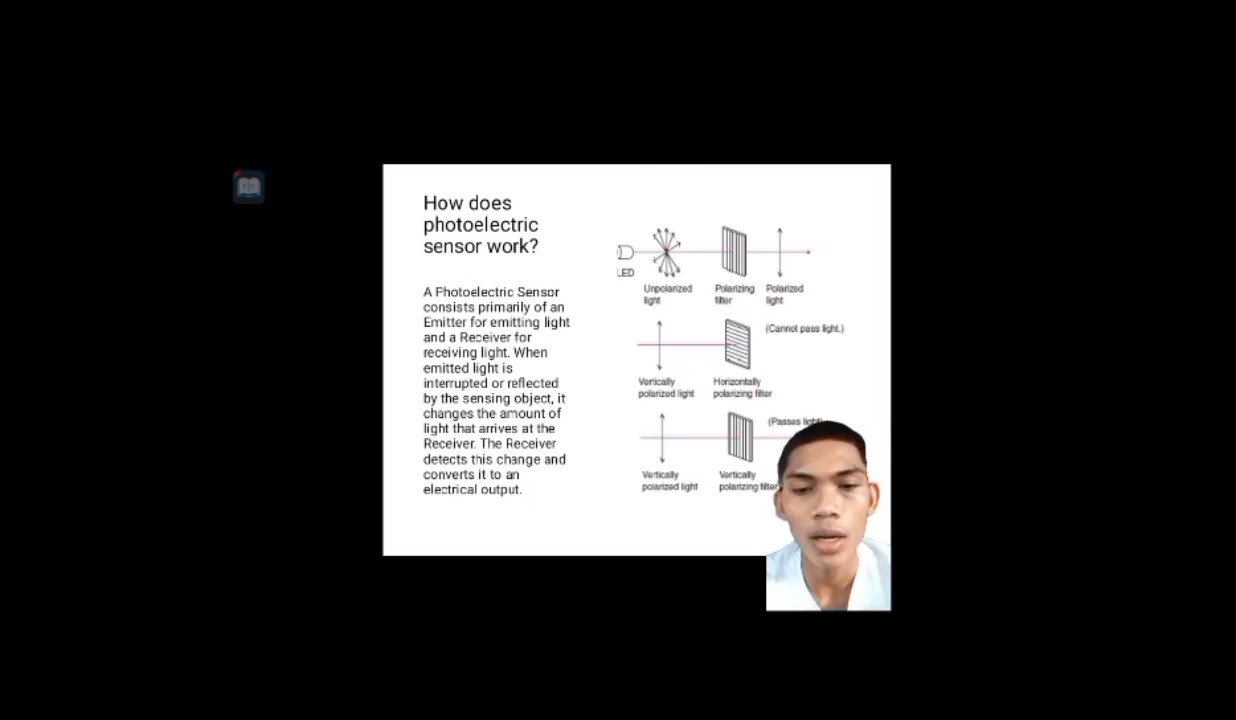 How does
photoelectric
sensor work?
A Photoelectric Sensor
consists primarily of an
Emitter for emitting light
and a Receiver for
receiving light. When
emitted light is
interrupted or reflected
by the sensing object, it
changes the amount of
light that arrives at the
Receiver. The Receiver
detects this change and
converts it to an
electrical output.
LED
Unpolarized
light
Polarizing
filter
Polarized
light
(Cannot pass light.)
Vertically
polarized light
Horizontally
polarizing filter
(Passes light)
Vertically
polarized light
Vertically
polarizing filter